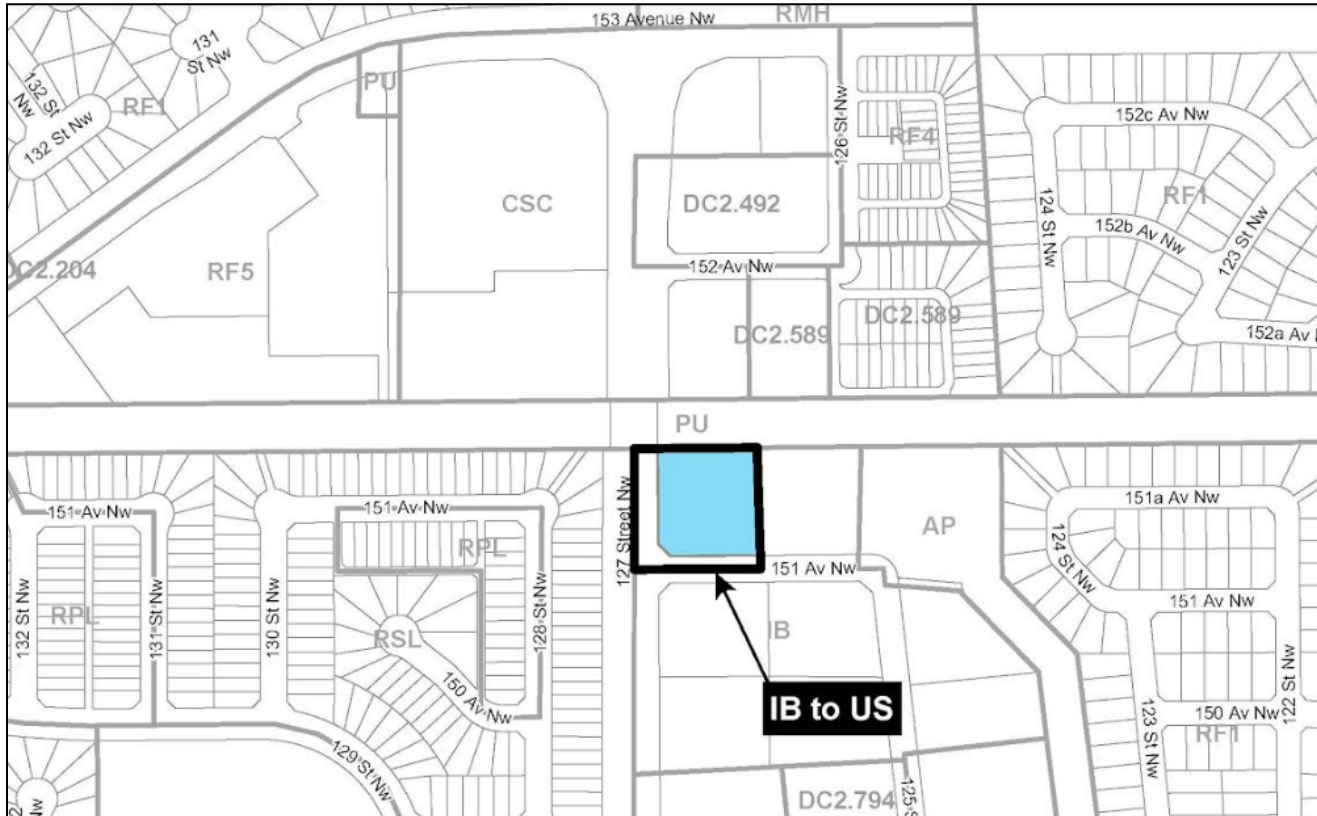 153 Avenue Nw
RMH
131
St Nw
PU
132 St
Nw
RF1
132 St Nw
126 St Nw
RF4
152c Av Nw
RF1
CSC
DC2.492
124 St Nw
152b Av Nw
123 St Nw
DC2.204
RF5
152 Av Nw
DC2.589
DC2.589
152a Av N
PU
127 Street Nw
151 Av Nw
151 Av Nw
RPL
AP
151a Av Nw
124 St Nw
151 Av Nw
151 Av Nw
132 St Nw
RPL
131 St Nw
130 St Nw
RSL
128 St Nw
IB
150 Av Nw
IB to US
150 Av Nw
122 St Nw
RF1
123 St Nw
129 St Nw
DC2.794
125 S
Nw